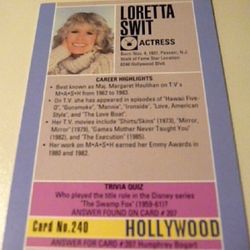 LORETTA
SWIT
ACTRESS
Born: Nov. 4, 1937, Passaic, N.J.
Walk of Fame Star Location:
6240 Hollywood Blvd.
CAREER HIGHLIGHTS
• Best known as Maj. Margaret Houlihan on T.V.'s
M*A*S*H from 1962 to 1983.
• On T.V. she has appeared in episodes of "Hawaii Five-
O", "Gunsmoke", "Mannix", "Ironside", "Love, American
Style", and "The Love Boat".
• Her T.V. movies include "Shirts/Skins" (1973), "Mirror,
Mirror" (1979), "Games Mother Never Taught You"
(1982), and "The Execution" (1985).
• Her work on M*A*S*H earned her Emmy Awards in
1980 and 1982.
TRIVIA QUIZ
Who played the title role in the Disney series
"The Swamp Fox" (1959-61)?
ANSWER FOUND ON CARD # 207
Card No.240
HOLLYWOOD
ANSWER TO CARD # 207 Humphrey Bogart